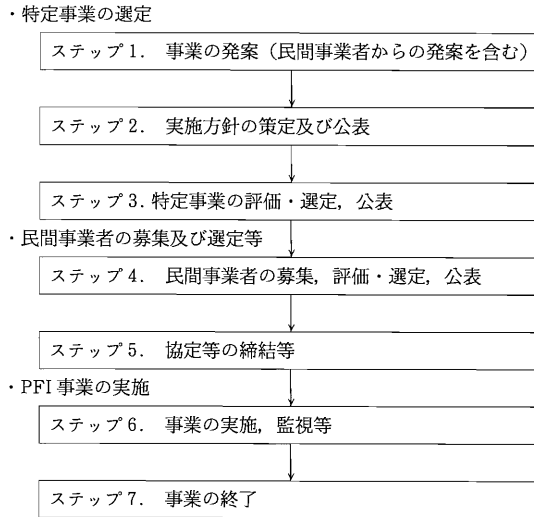 ・特定事業の選定
ステップ1． 事業の発案（民間事業者からの発案を含む）
ステップ2． 実施方針の策定及び公表
ステップ3．特定事業の評価・選定，公表
・民間事業者の募集及び選定等
ステップ4． 民間事業者の募集，評価・選定，公表
ステップ5． 協定等の締結等
・PFI 事業の実施
ステップ6． 事業の実施，監視等
ステップ7． 事業の終了